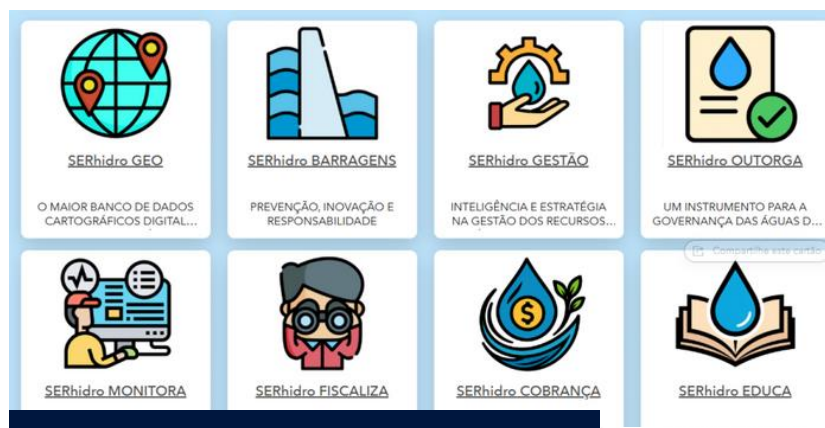 SERhidro GEO
O MAIOR BANCO DE DADOS
CARTOGRÁFICOS DIGITAL...
SERhidro BARRAGENS
PREVENÇÃO, INOVAÇÃO E
RESPONSABILIDADE
SERhidro GESTÃO
INTELIGÊNCIA E ESTRATÉGIA
NA GESTÃO DOS RECURSOS...
SERhidro OUTORGA
UM INSTRUMENTO PARA A
GOVERNANÇA DAS ÁGUAS D...
Compartilhe este cartão
SERhidro MONITORA
SERhidro FISCALIZA
SERhidro COBRANÇA
SERhidro EDUCA